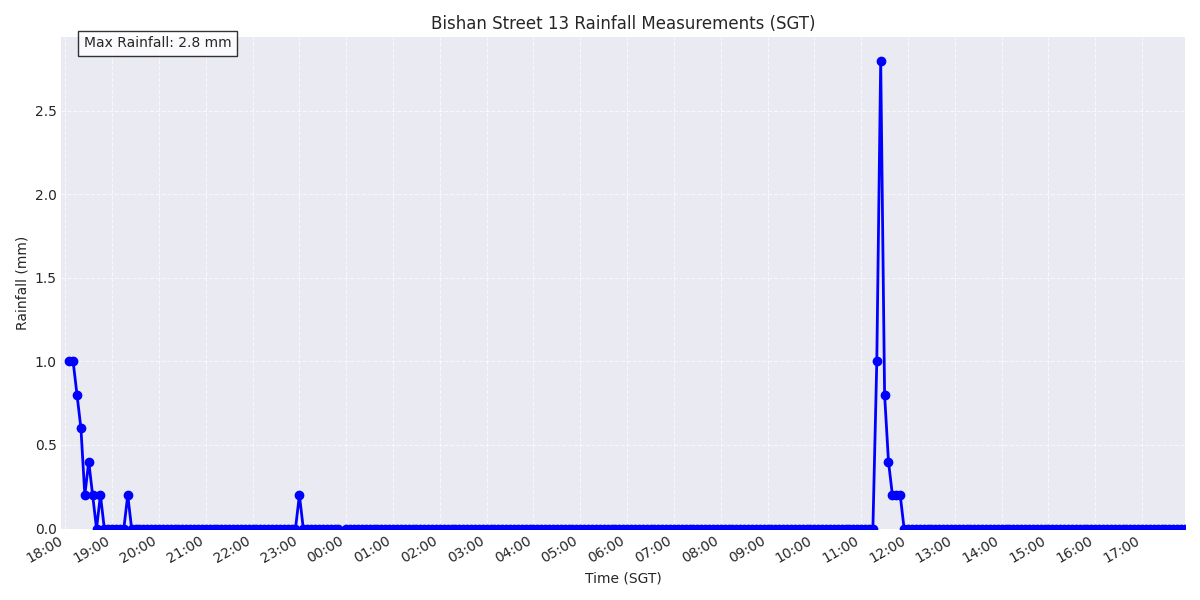 Bishan Street 13 Rainfall Measurements (SGT)
Max Rainfall: 2.8 mm
Rainfall (mm)
2.5
2.0
1.5
1.0
0.5
0.0
18:00 19:00 20:00 21:00 22:00 23:00 00:00 01:00 02:00 03:00 04:00 05:00 06:00 07:00 08:00 09:00 10:00 11:00 12:00 13:00 14:00 15:00 16:00 17:00
Time (SGT)